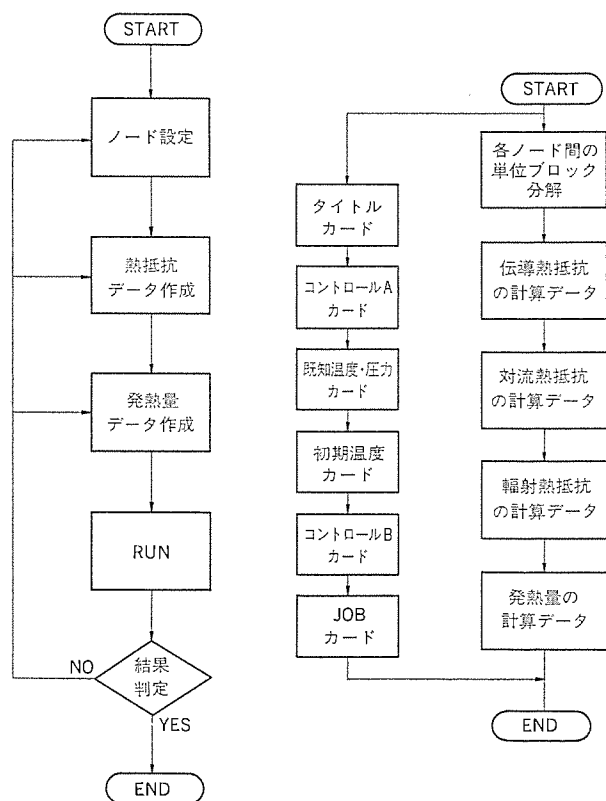 START
ノード設定
熱抵抗
データ作成
発熱量
データ作成
RUN
NO
結果
判定
YES
END
START
タイトル
カード
コントロールA
カード
既知温度・圧力
カード
初期温度
カード
コントロールB
カード
JOB
カード
各ノード間の
単位ブロック
分解
伝導熱抵抗
の計算データ
対流熱抵抗
の計算データ
輻射熱抵抗
の計算データ
発熱量の
計算データ
END